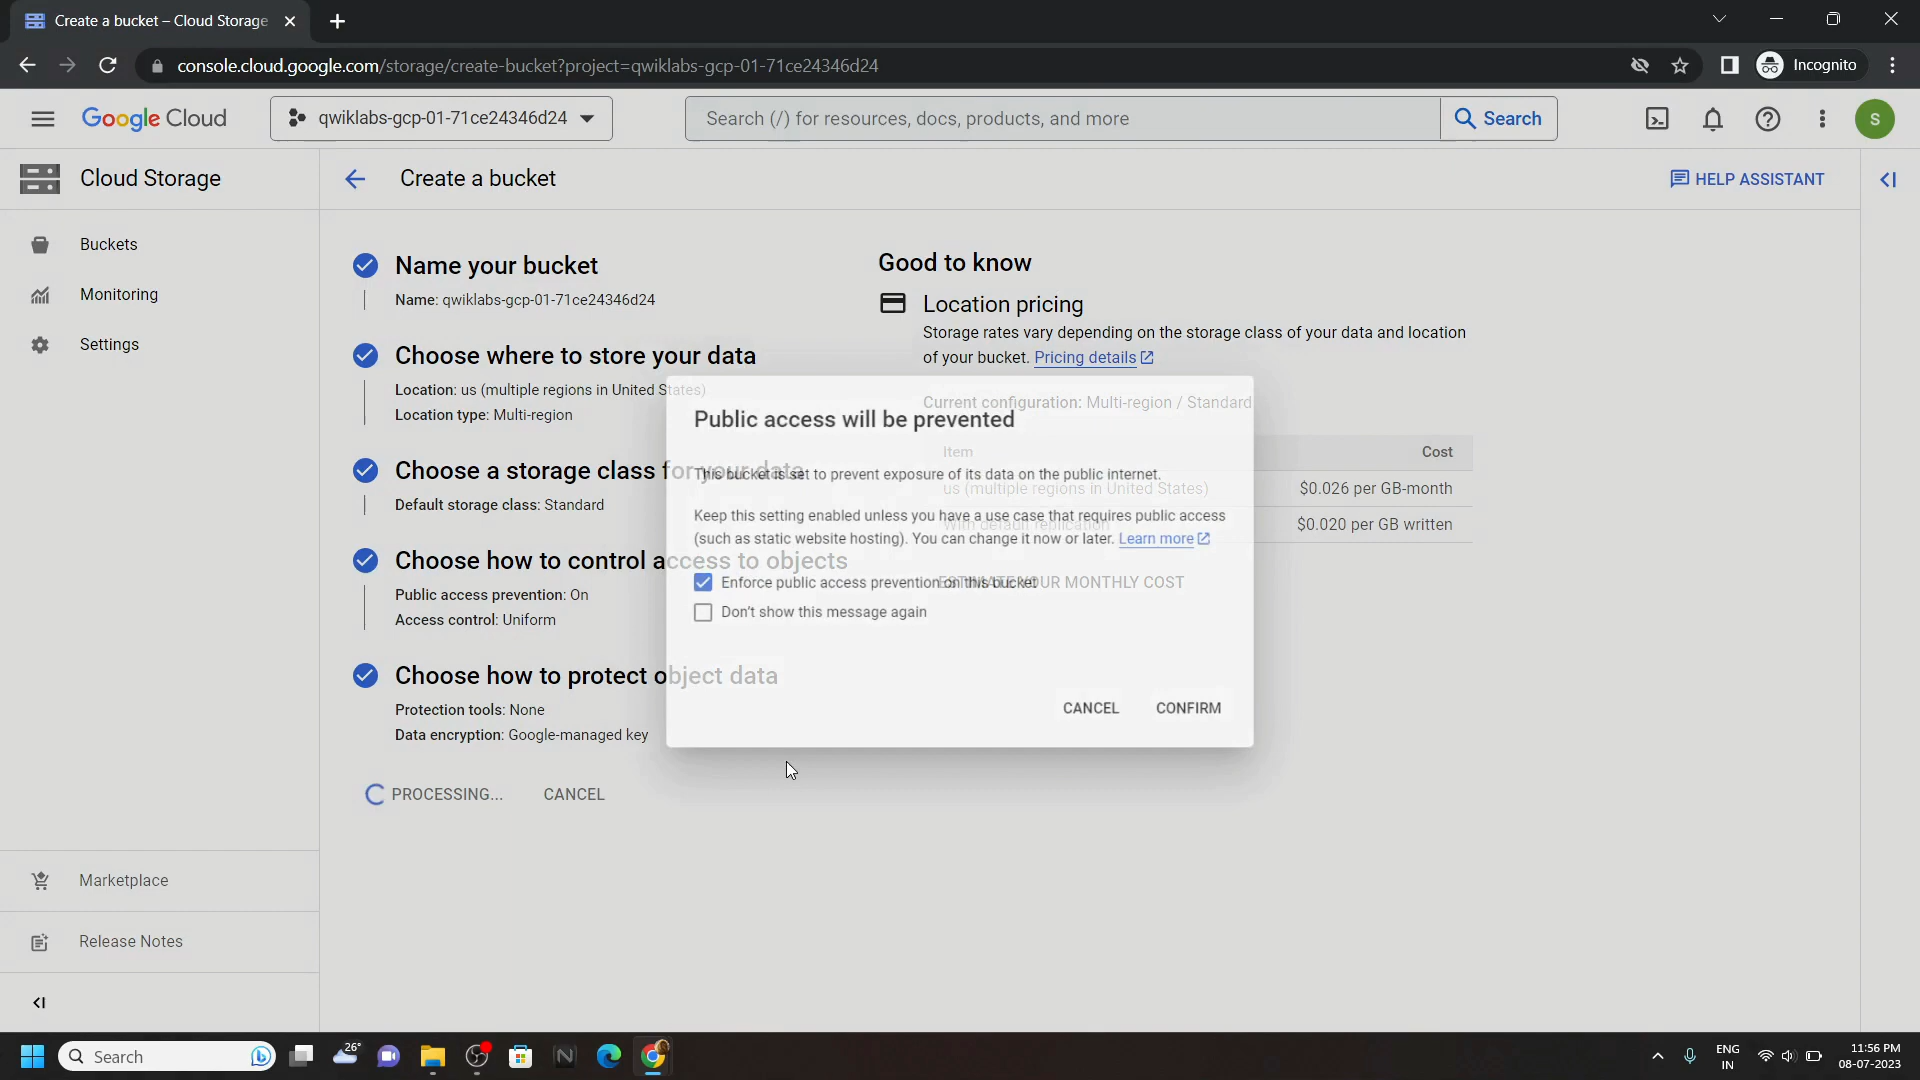 Create a bucket – Cloud Storage
console.cloud.google.com/storage/create-bucket?project=qwiklabs-gcp-01-71ce24346d24
Incognito
Google Cloud
qwiklabs-gcp-01-71ce24346d24
Search (/) for resources, docs, products, and more
Search
S
Cloud Storage
Create a bucket
HELP ASSISTANT
Buckets
Monitoring
Settings
Marketplace
Release Notes
Name your bucket
Name: qwiklabs-gcp-01-71ce24346d24
Choose where to store your data
Location: us (multiple regions in United States)
Location type: Multi-region
Choose a storage class for your data
Default storage class: Standard
Choose how to control access to objects
Public access prevention: On
Access control: Uniform
Choose how to protect object data
Protection tools: None
Data encryption: Google-managed key
PROCESSING...
CANCEL
Good to know
Location pricing
Storage rates vary depending on the storage class of your data and location
of your bucket. Pricing details
Current configuration: Multi-region / Standard
Item
Cost
us (multiple regions in United States)
$0.026 per GB-month
With default replication
$0.020 per GB written
ESTIMATE YOUR MONTHLY COST
Public access will be prevented
This bucket is set to prevent exposure of its data on the public internet.
Keep this setting enabled unless you have a use case that requires public access
(such as static website hosting). You can change it now or later. Learn more
Enforce public access prevention on this bucket
Don't show this message again
CANCEL
CONFIRM
Search
26°
ENG
IN
11:56 PM
08-07-2023